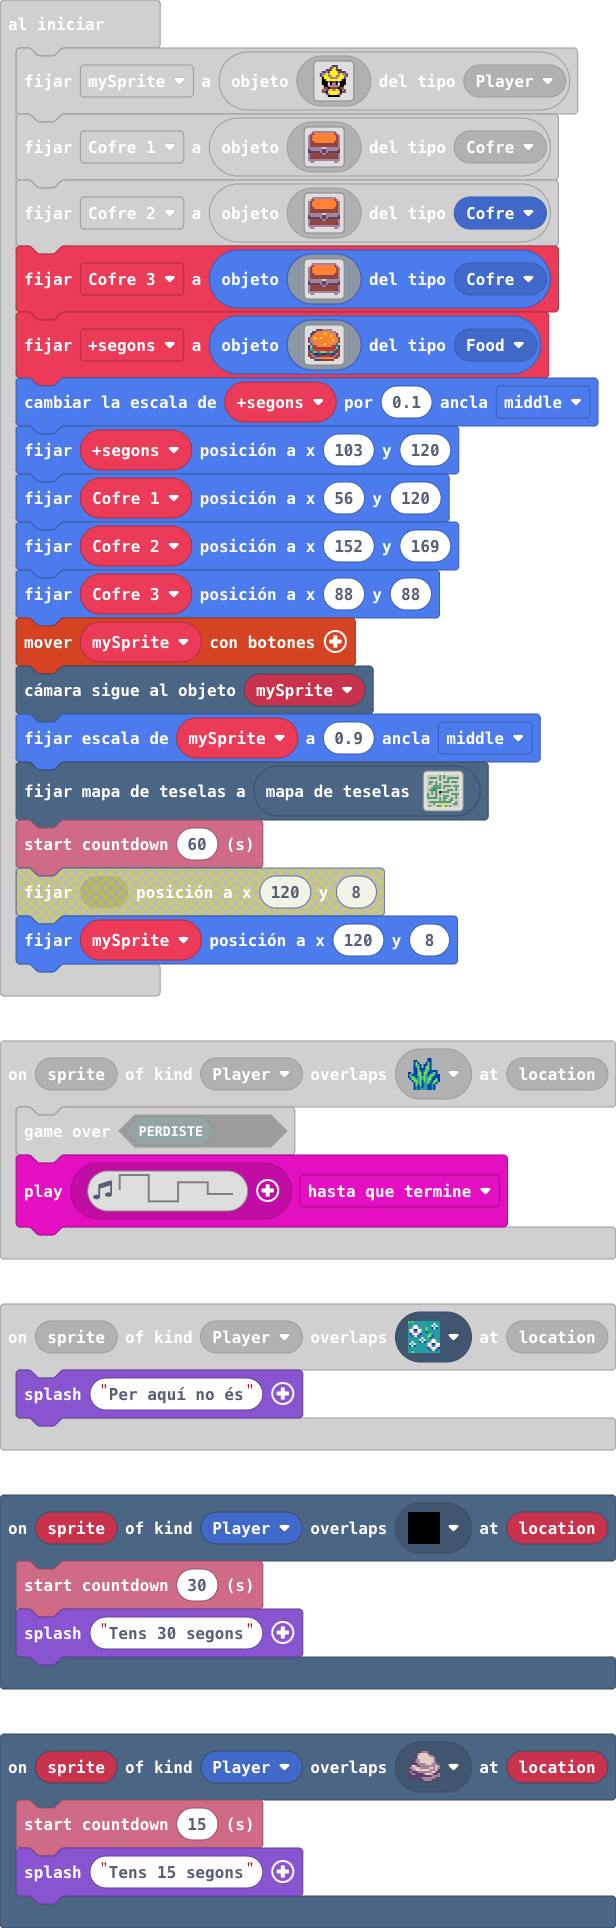 al iniciar
fijar mySprite a objeto del tipo Player
fijar Cofre 1 a objeto del tipo Cofre
fijar Cofre 2 a objeto del tipo Cofre
fijar Cofre 3 a objeto del tipo Cofre
fijar +segons a objeto del tipo Food
cambiar la escala de +segons por 0.1 ancla middle
fijar +segons posición a x 103 y 120
fijar Cofre 1 posición a x 56 y 120
fijar Cofre 2 posición a x 152 y 169
fijar Cofre 3 posición a x 88 y 88
mover mySprite con botones
cámara sigue al objeto mySprite
fijar escala de mySprite a 0.9 ancla middle
fijar mapa de teselas a mapa de teselas
start countdown 60 (s)
fijar posición a x 120 y 8
fijar mySprite posición a x 120 y 8
on sprite of kind Player overlaps at location
game over PERDISTE
play hasta que termine
on sprite of kind Player overlaps at location
splash "Per aquí no és"
on sprite of kind Player overlaps at location
start countdown 30 (s)
splash "Tens 30 segons"
on sprite of kind Player overlaps at location
start countdown 15 (s)
splash "Tens 15 segons"